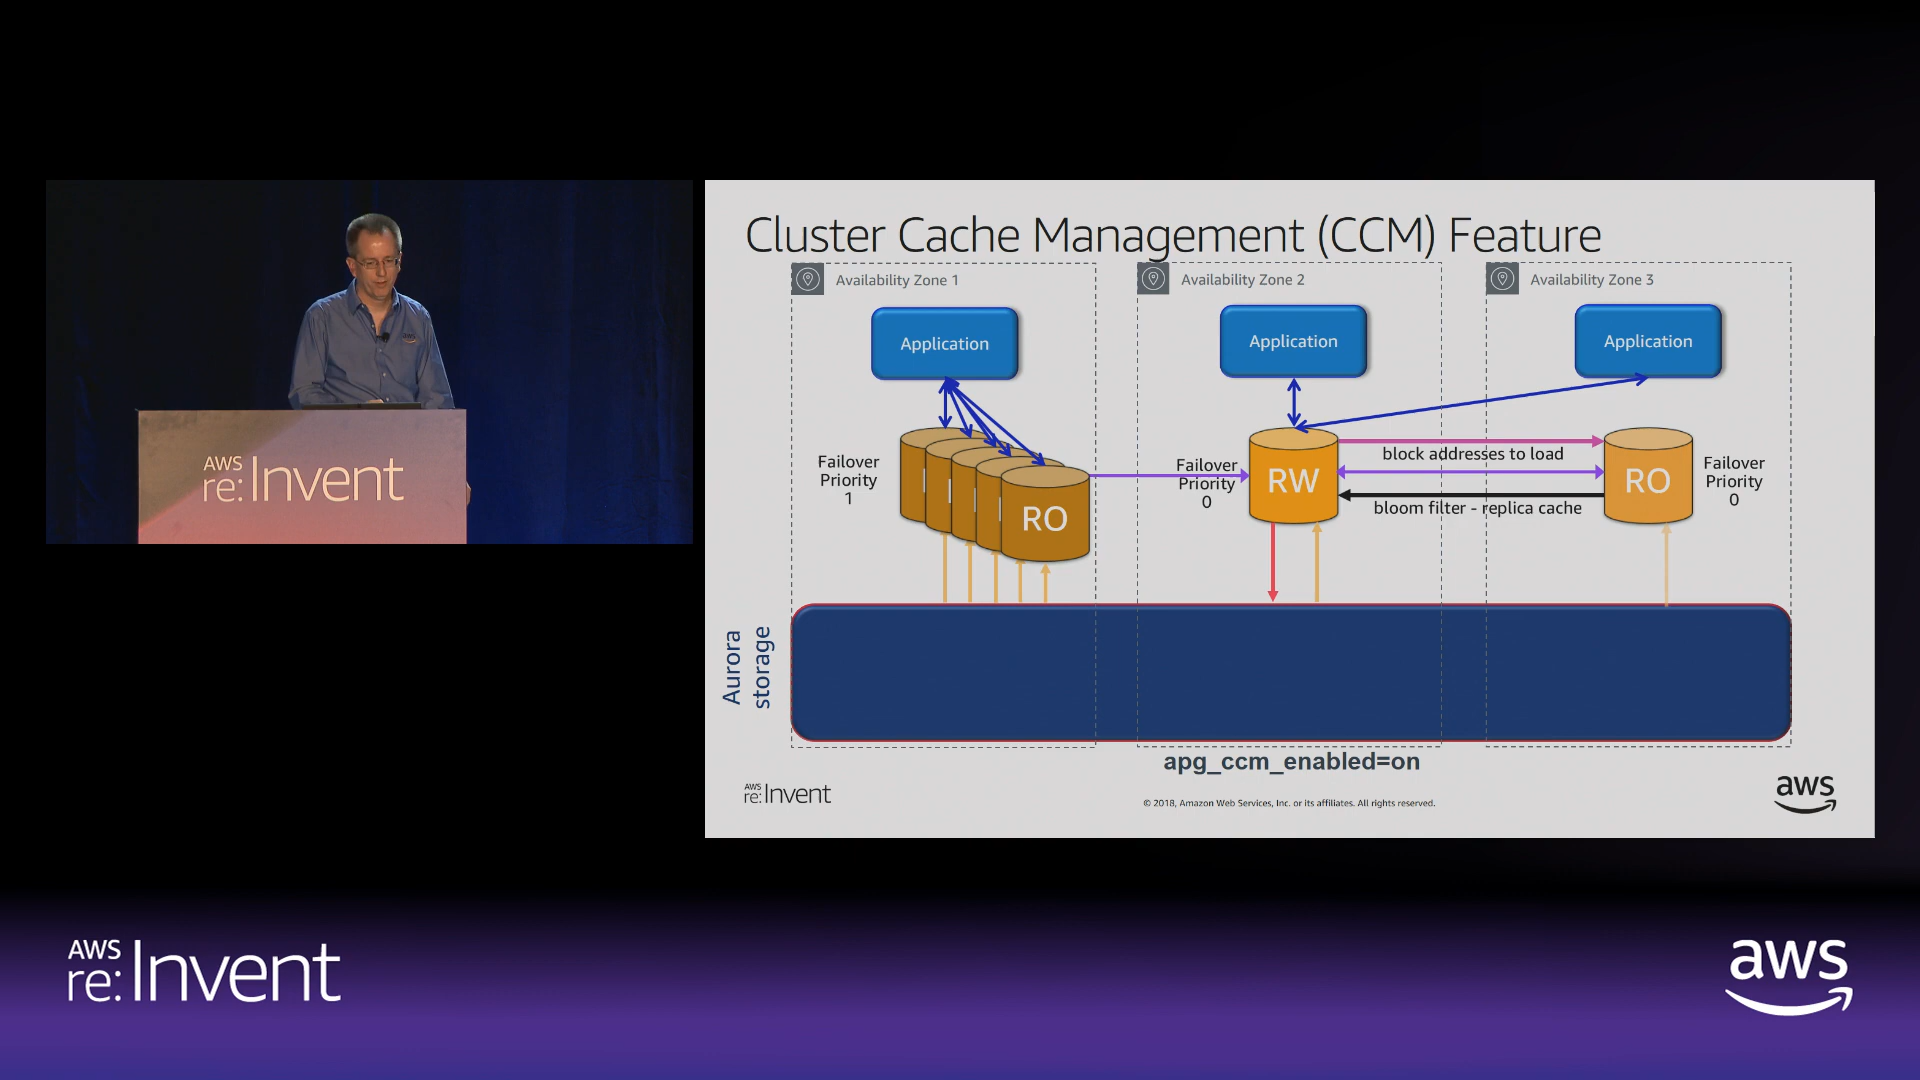 AWS
re:Invent
Cluster Cache Management (CCM) Feature
Availability Zone 1
Availability Zone 2
Availability Zone 3
Application
Application
Application
Failover
Priority
1
RO
Failover
Priority
0
RW
block addresses to load
bloom filter - replica cache
RO
Failover
Priority
0
Aurora
storage
apg_ccm_enabled=on
AWS
re:Invent
© 2018, Amazon Web Services, Inc. or its affiliates. All rights reserved.
aws
AWS
re:Invent
aws